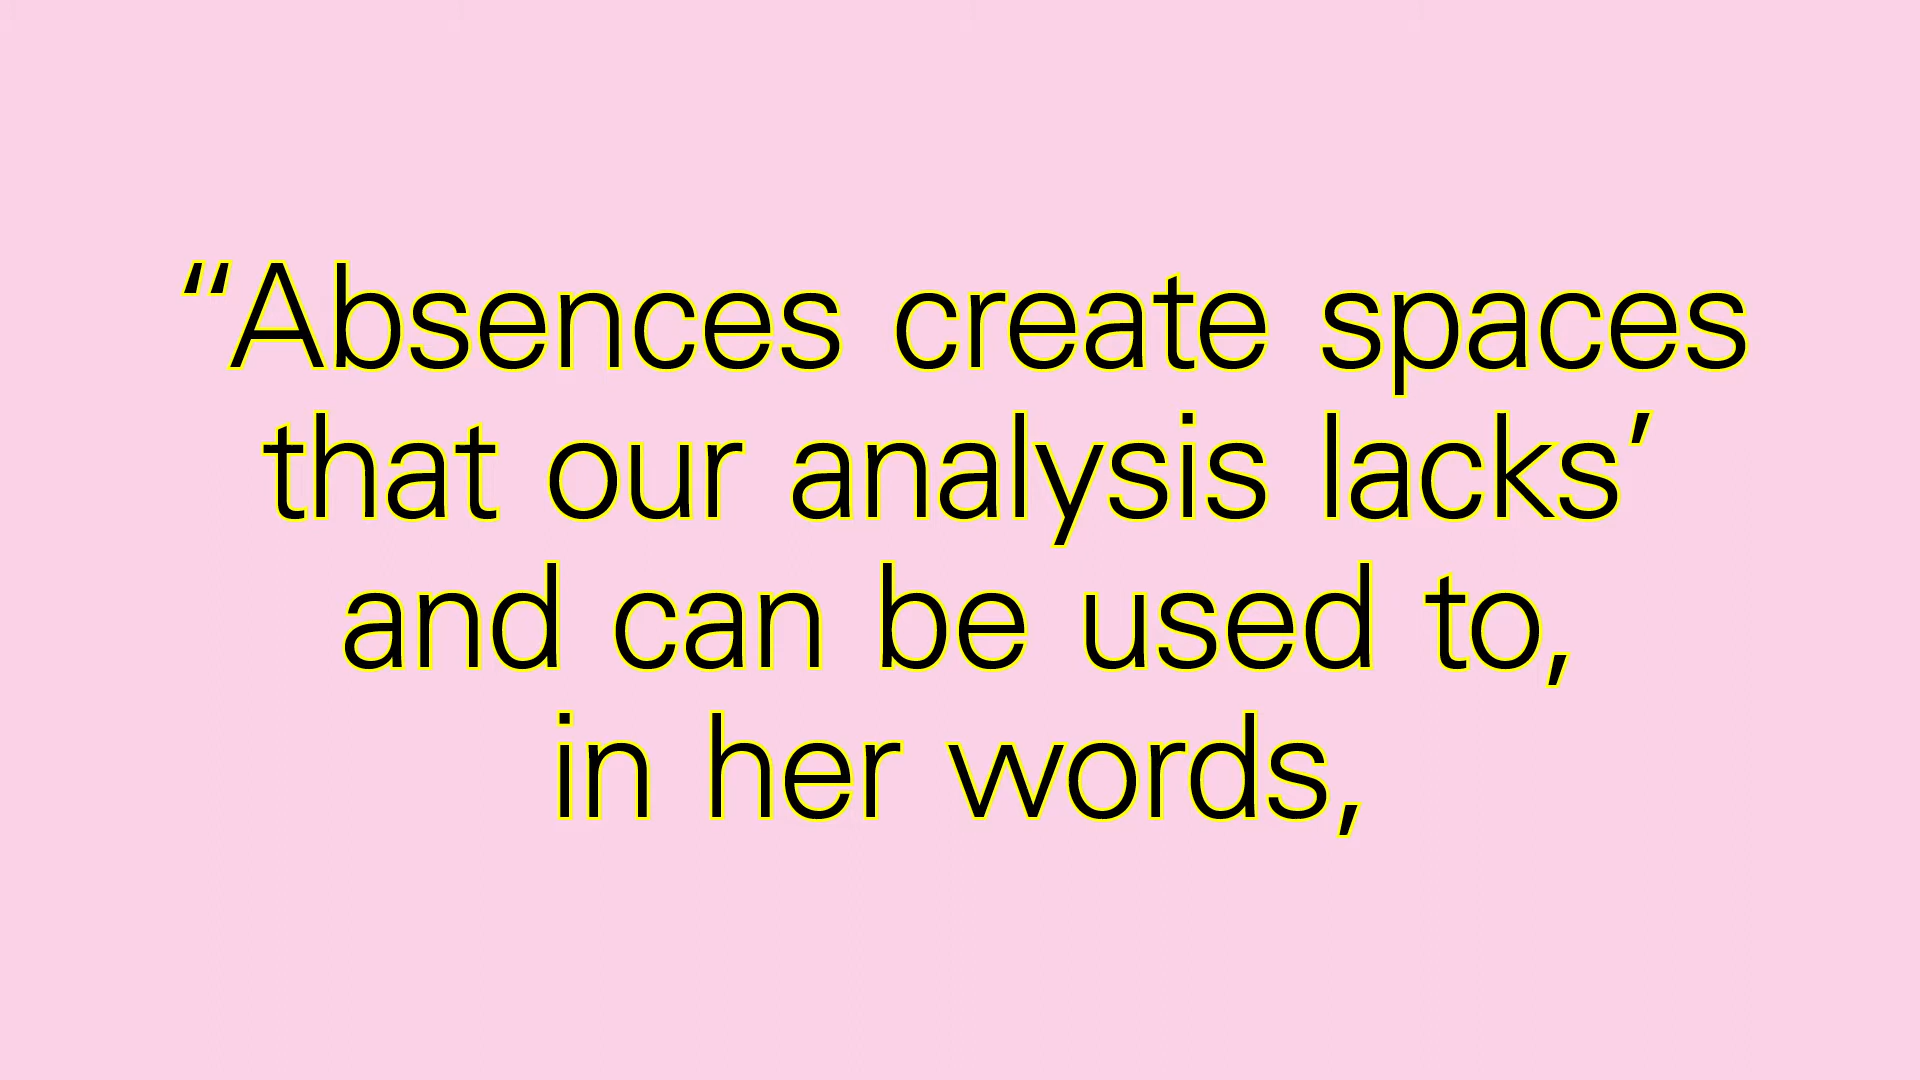 “Absences create spaces
that our analysis lacks’
and can be used to,
in her words,